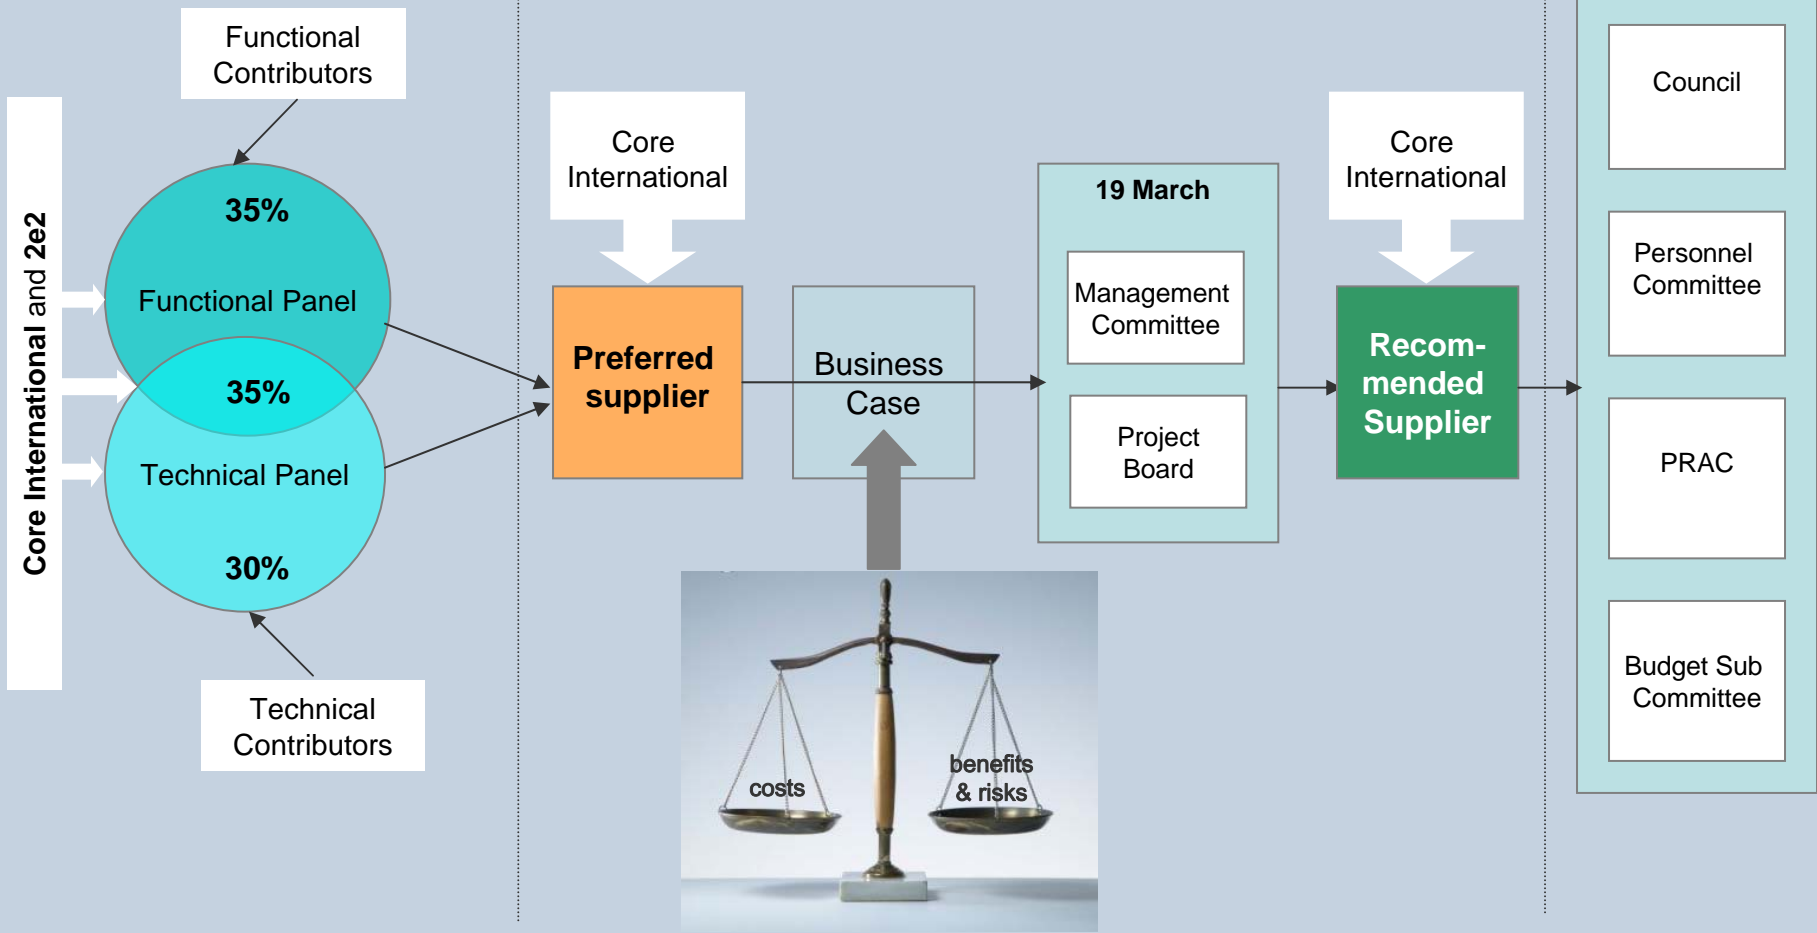 Functional
Contributors
Core International and 2e2
35%
Functional Panel
35%
Technical Panel
30%
Technical
Contributors
Core
International
Preferred
supplier
Business
Case
costs
benefits
& risks
19 March
Management
Committee
Project
Board
Core
International
Recom-
mended
Supplier
Council
Personnel
Committee
PRAC
Budget Sub
Committee